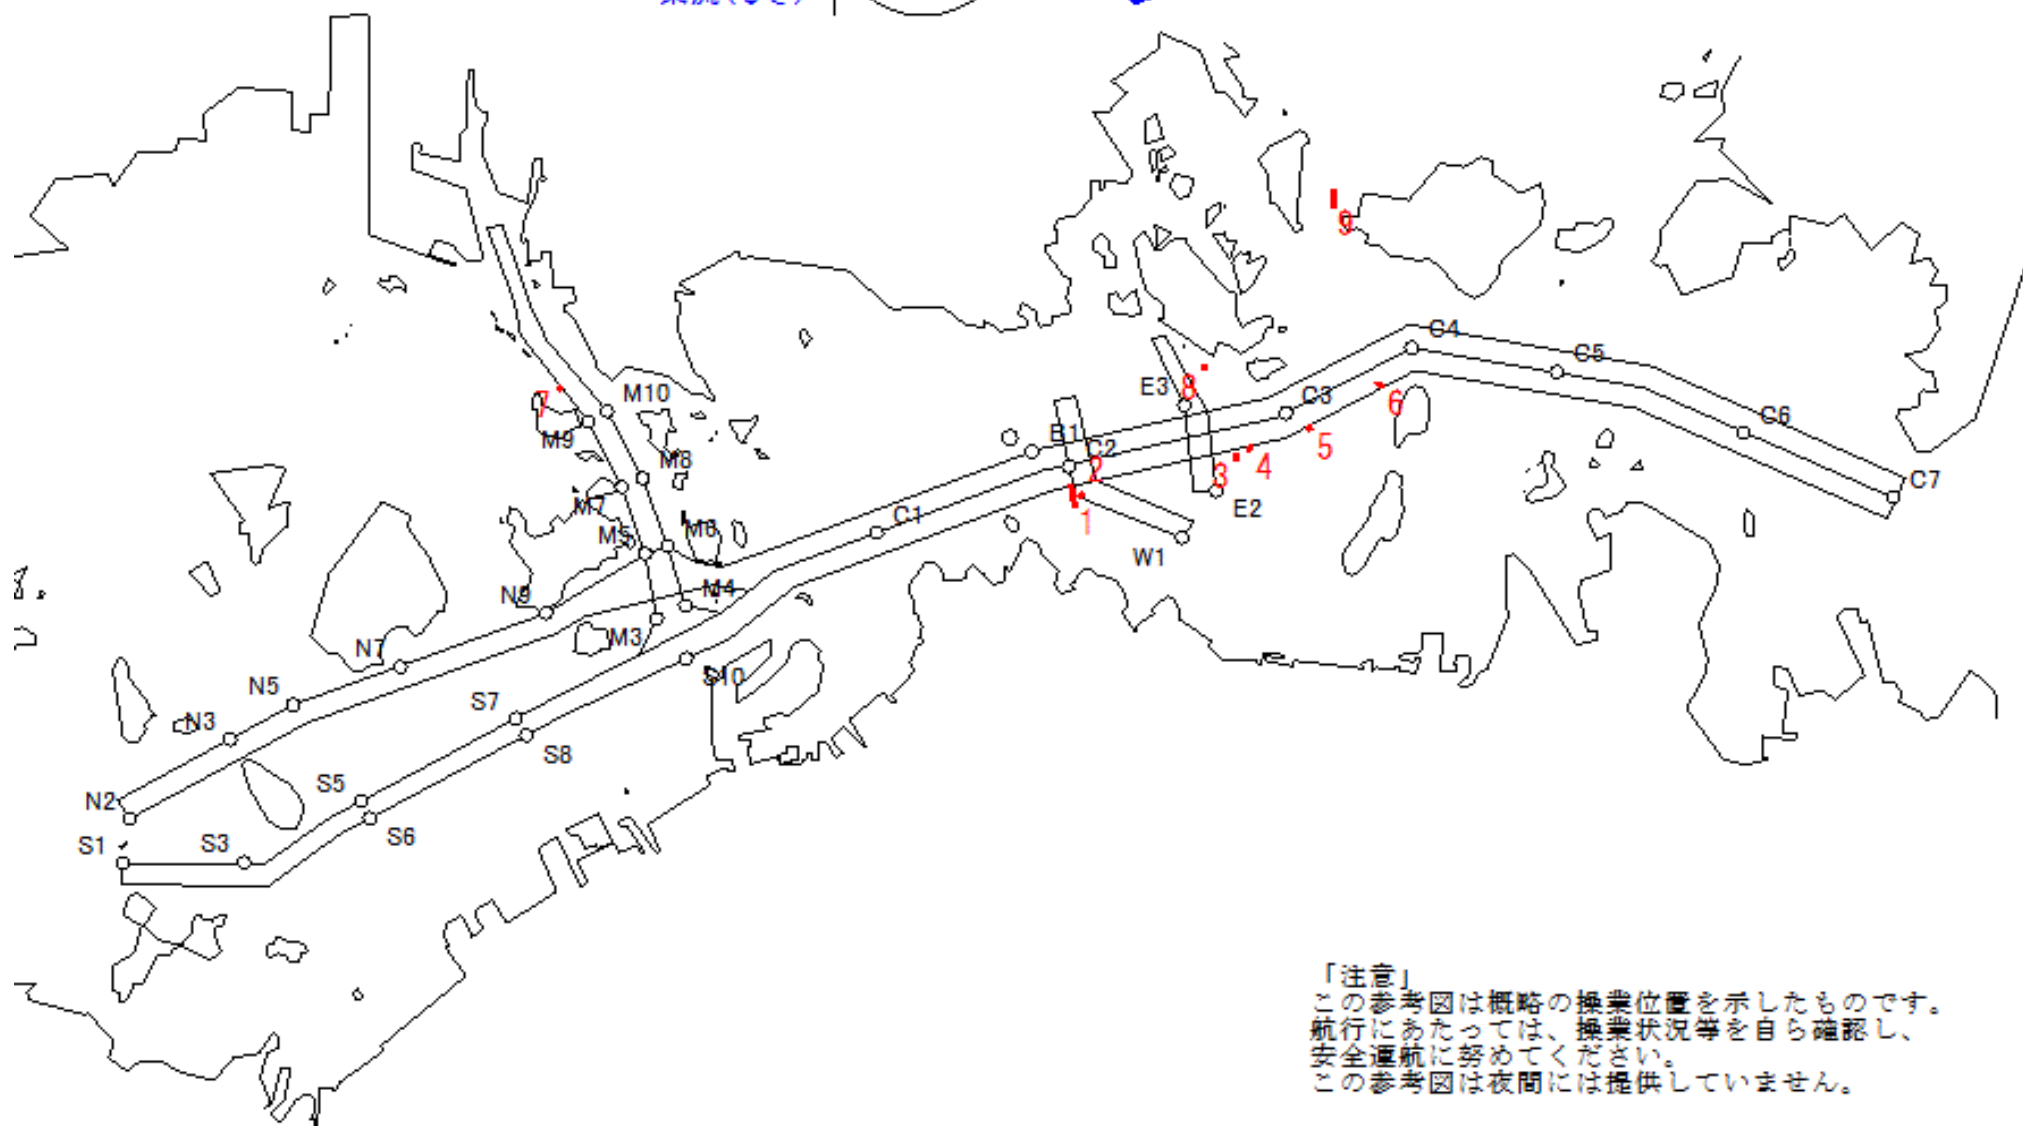 9
C4
C5
E3
8
C3
6
M10
7
M9
B1
C2
2
C6
5
4
3
M8
C7
M7
1
E2
C1
M5
M6
W1
N9
M4
M3
N7
S10
N5
N3
S7
S8
S5
N2
S6
S1
S3
「注意」
この参考図は概略の操業位置を示したものです。
航行にあたっては、操業状況等を自ら確認し、
安全運航に努めてください。
この参考図は夜間には提供していません。